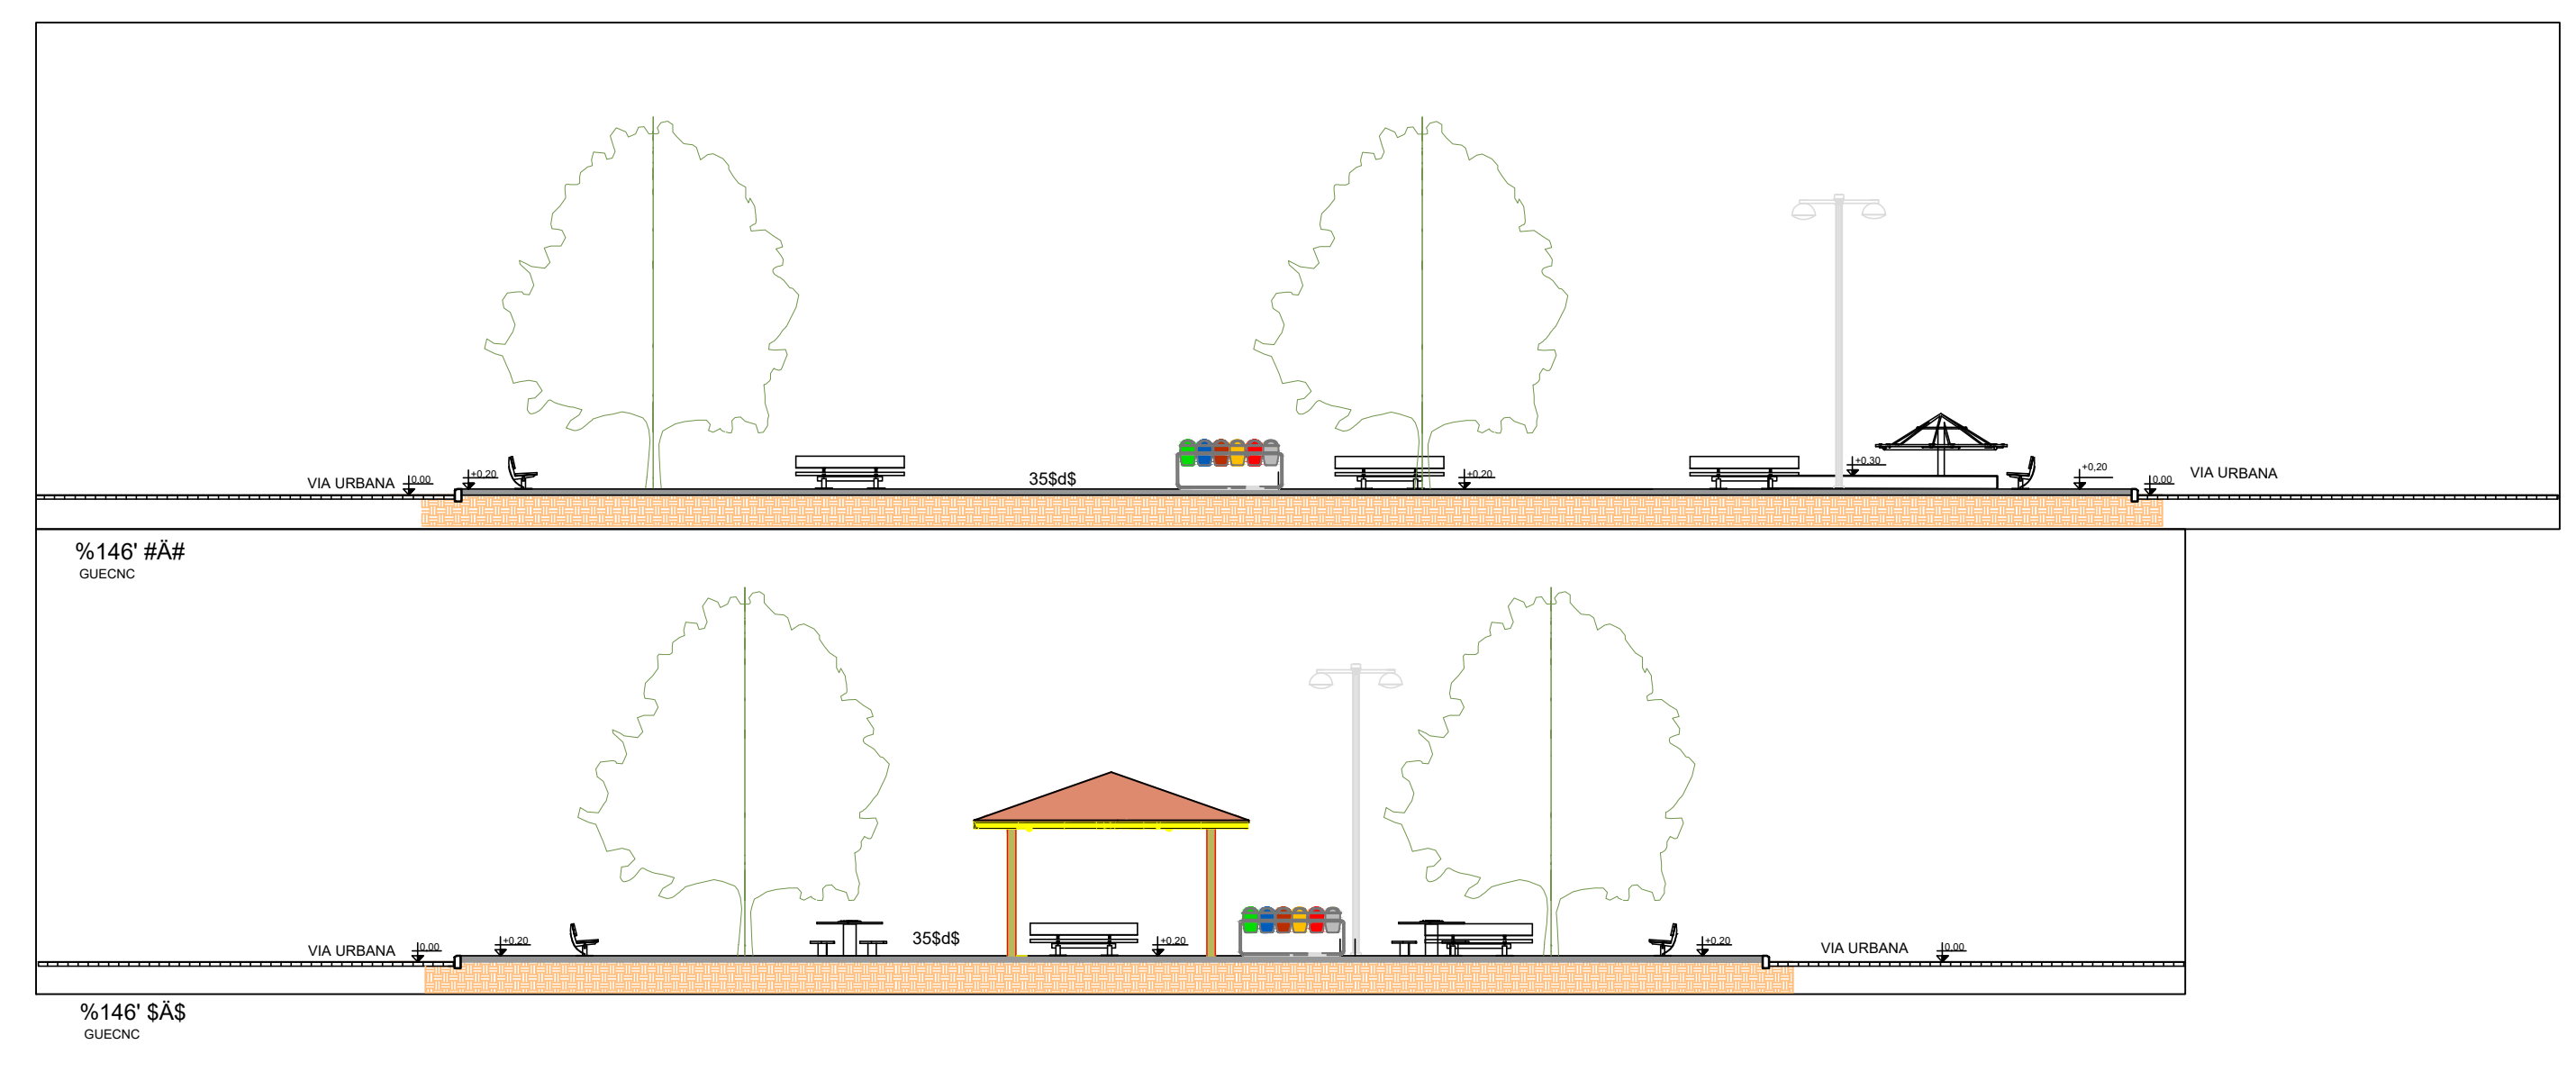 VIA URBANA
0.00
+0.20
35$d$
+0.20
+0.30
+0,20
0.00
VIA URBANA
%146' #Ä#
GUECNC
VIA URBANA
0.00
+0.20
35$d$
+0.20
+0.20
VIA URBANA
0.00
%146' $Ä$
GUECNC